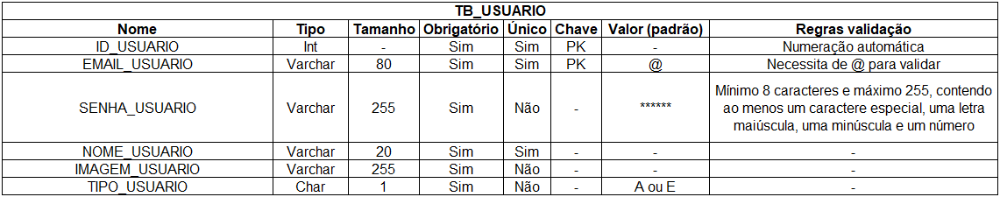 TB_USUARIO
Nome Tipo Tamanho Obrigatório Único Chave Valor (padrão) Regras validação
ID_USUARIO Int - Sim Sim PK - Numeração automática
EMAIL_USUARIO Varchar 80 Sim Sim PK @ Necessita de @ para validar
SENHA_USUARIO Varchar 255 Sim Não - ****** Mínimo 8 caracteres e máximo 255, contendo
ao menos um caractere especial, uma letra
maiúscula, uma minúscula e um número
NOME_USUARIO Varchar 20 Sim Sim - - -
IMAGEM_USUARIO Varchar 255 Sim Não - - -
TIPO_USUARIO Char 1 Sim Não - A ou E -